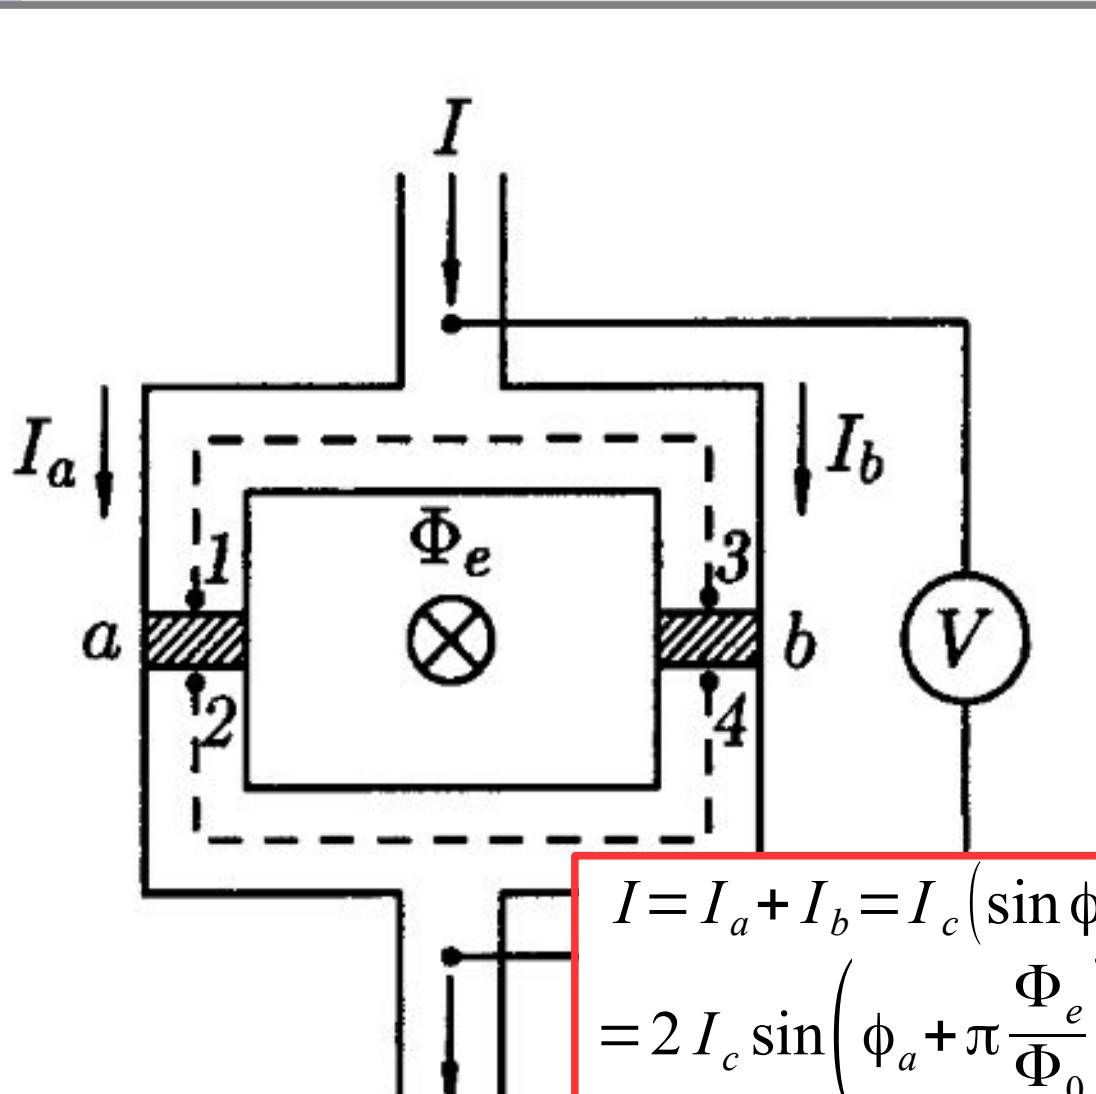 I
I_a
I_b
Φ_e
1
3
a
b
V
2
4
I = I_a + I_b = I_c ( sin ϕ
= 2 I_c sin ( ϕ_a + π Φ_e / Φ_0